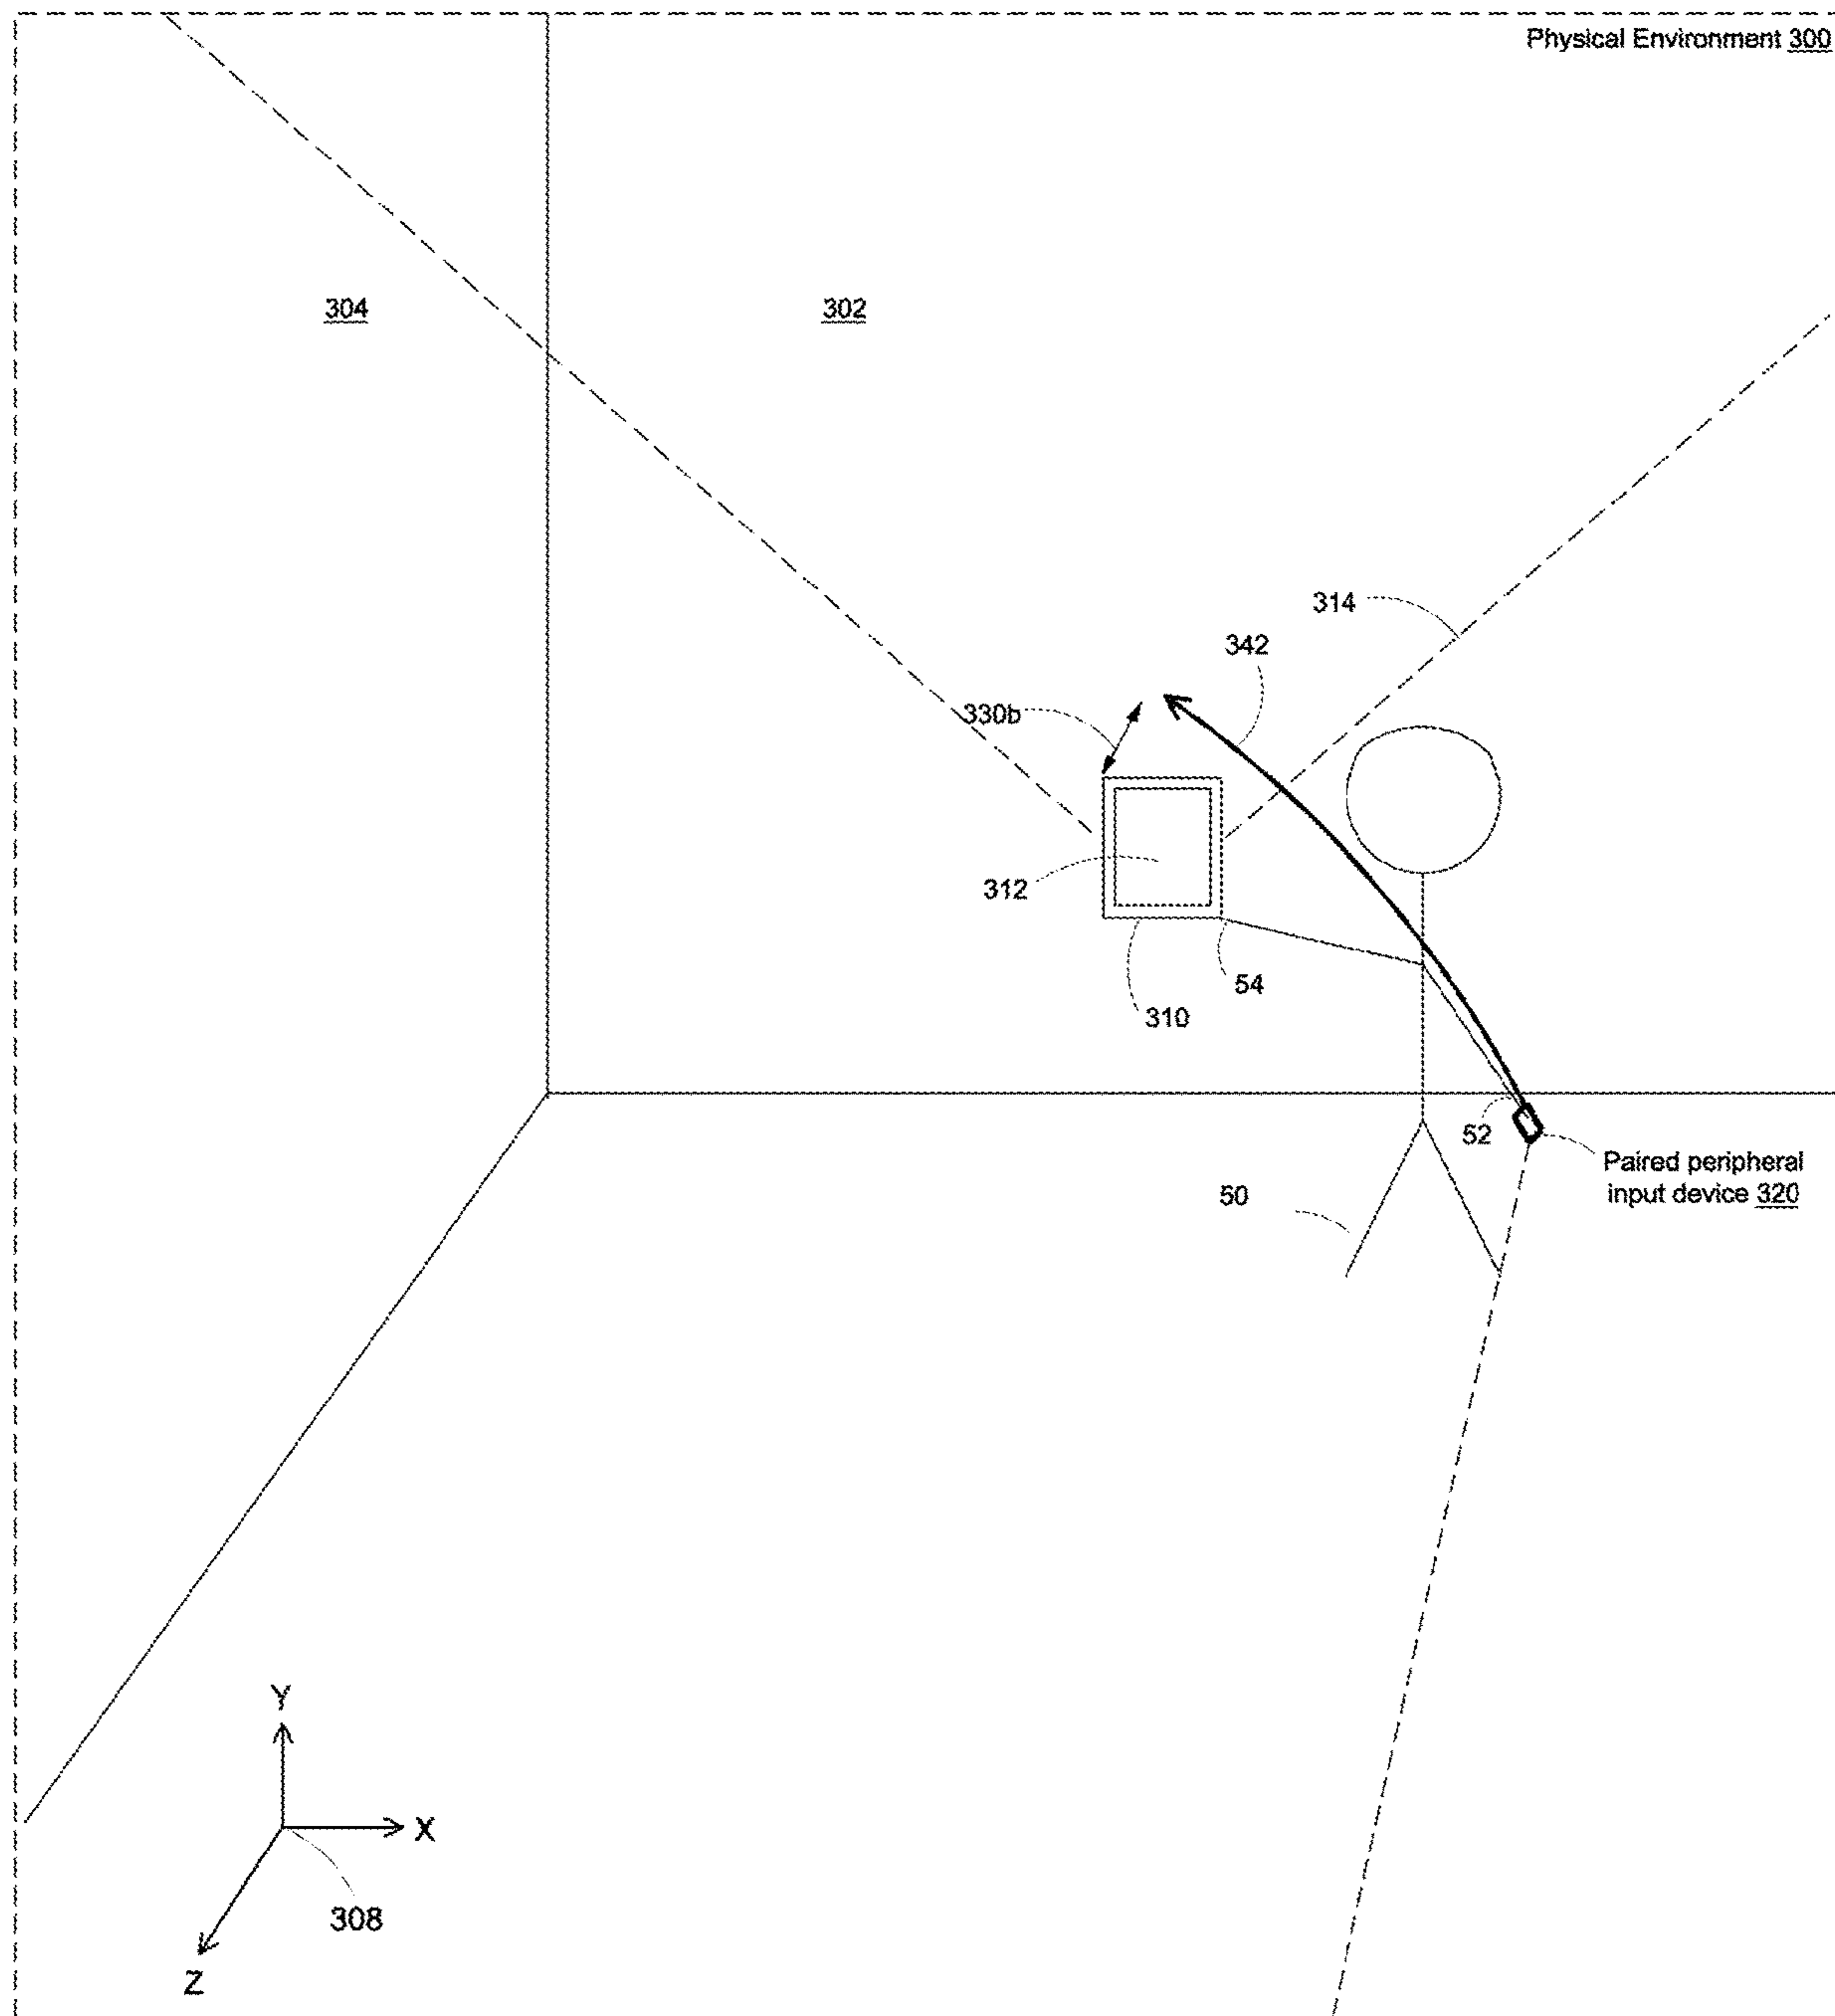 Physical Environment 300
304
302
314
342
330b
312
54
310
52
Paired peripheral
input device 320
50
Y
X
308
Z